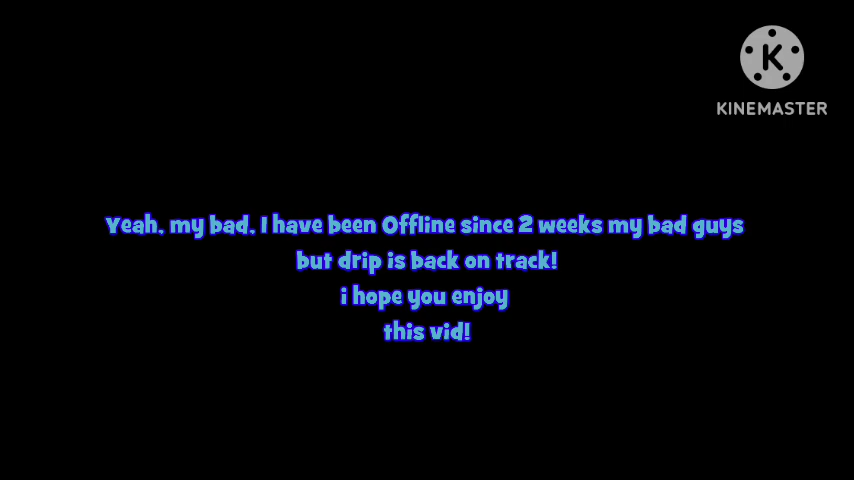 K
KINEMASTER
Yeah, my bad, I have been Offline since 2 weeks my bad guys
but drip is back on track!
i hope you enjoy
this vid!